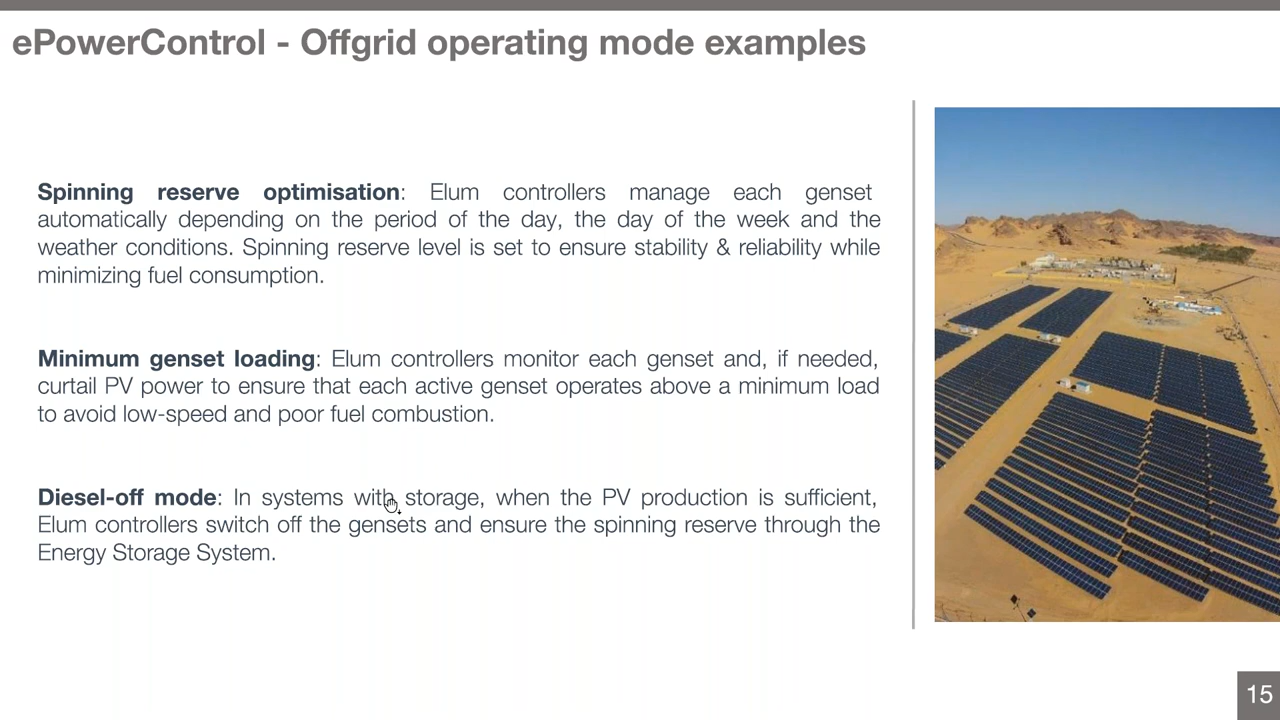 ePowerControl - Offgrid operating mode examples
Spinning reserve optimisation: Elum controllers manage each genset
automatically depending on the period of the day, the day of the week and the
weather conditions. Spinning reserve level is set to ensure stability & reliability while
minimizing fuel consumption.
Minimum genset loading: Elum controllers monitor each genset and, if needed,
curtail PV power to ensure that each active genset operates above a minimum load
to avoid low-speed and poor fuel combustion.
Diesel-off mode: In systems with storage, when the PV production is sufficient,
Elum controllers switch off the gensets and ensure the spinning reserve through the
Energy Storage System.
15